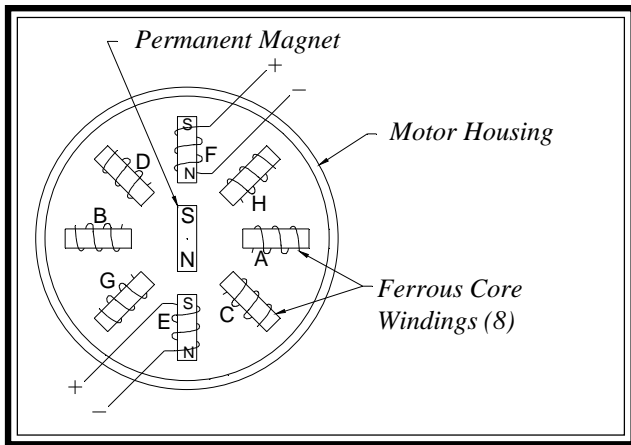 Permanent Magnet
+
−
S
F
N
Motor Housing
D
H
B
S
N
A
G
C
S
E
N
Ferrous Core
Windings (8)
+
−